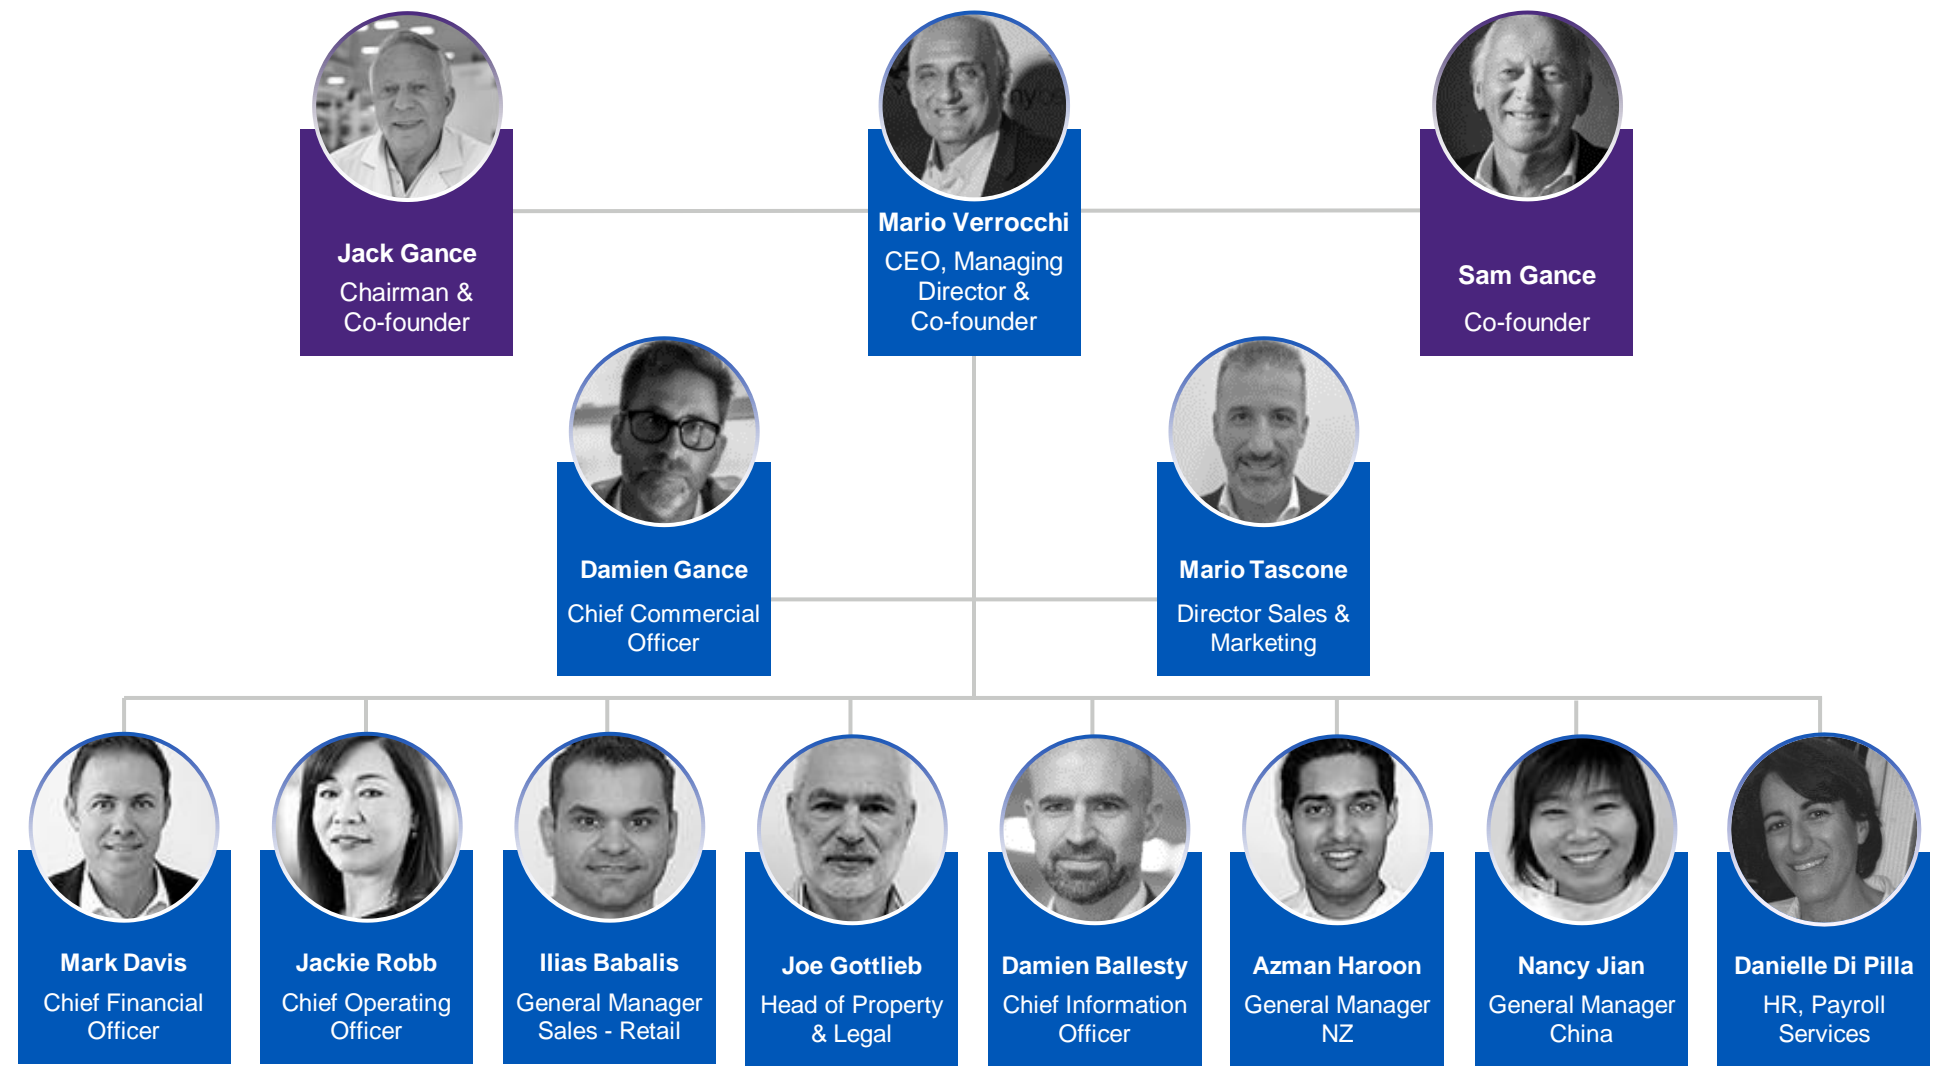 Jack Gance
Chairman &
Co-founder
Mario Verrocchi
CEO, Managing
Director &
Co-founder
Sam Gance
Co-founder
Damien Gance
Chief Commercial
Officer
Mario Tascone
Director Sales &
Marketing
Mark Davis
Chief Financial
Officer
Jackie Robb
Chief Operating
Officer
Ilias Babalis
General Manager
Sales - Retail
Joe Gottlieb
Head of Property
& Legal
Damien Ballesty
Chief Information
Officer
Azman Haroon
General Manager
NZ
Nancy Jian
General Manager
China
Danielle Di Pilla
HR, Payroll
Services